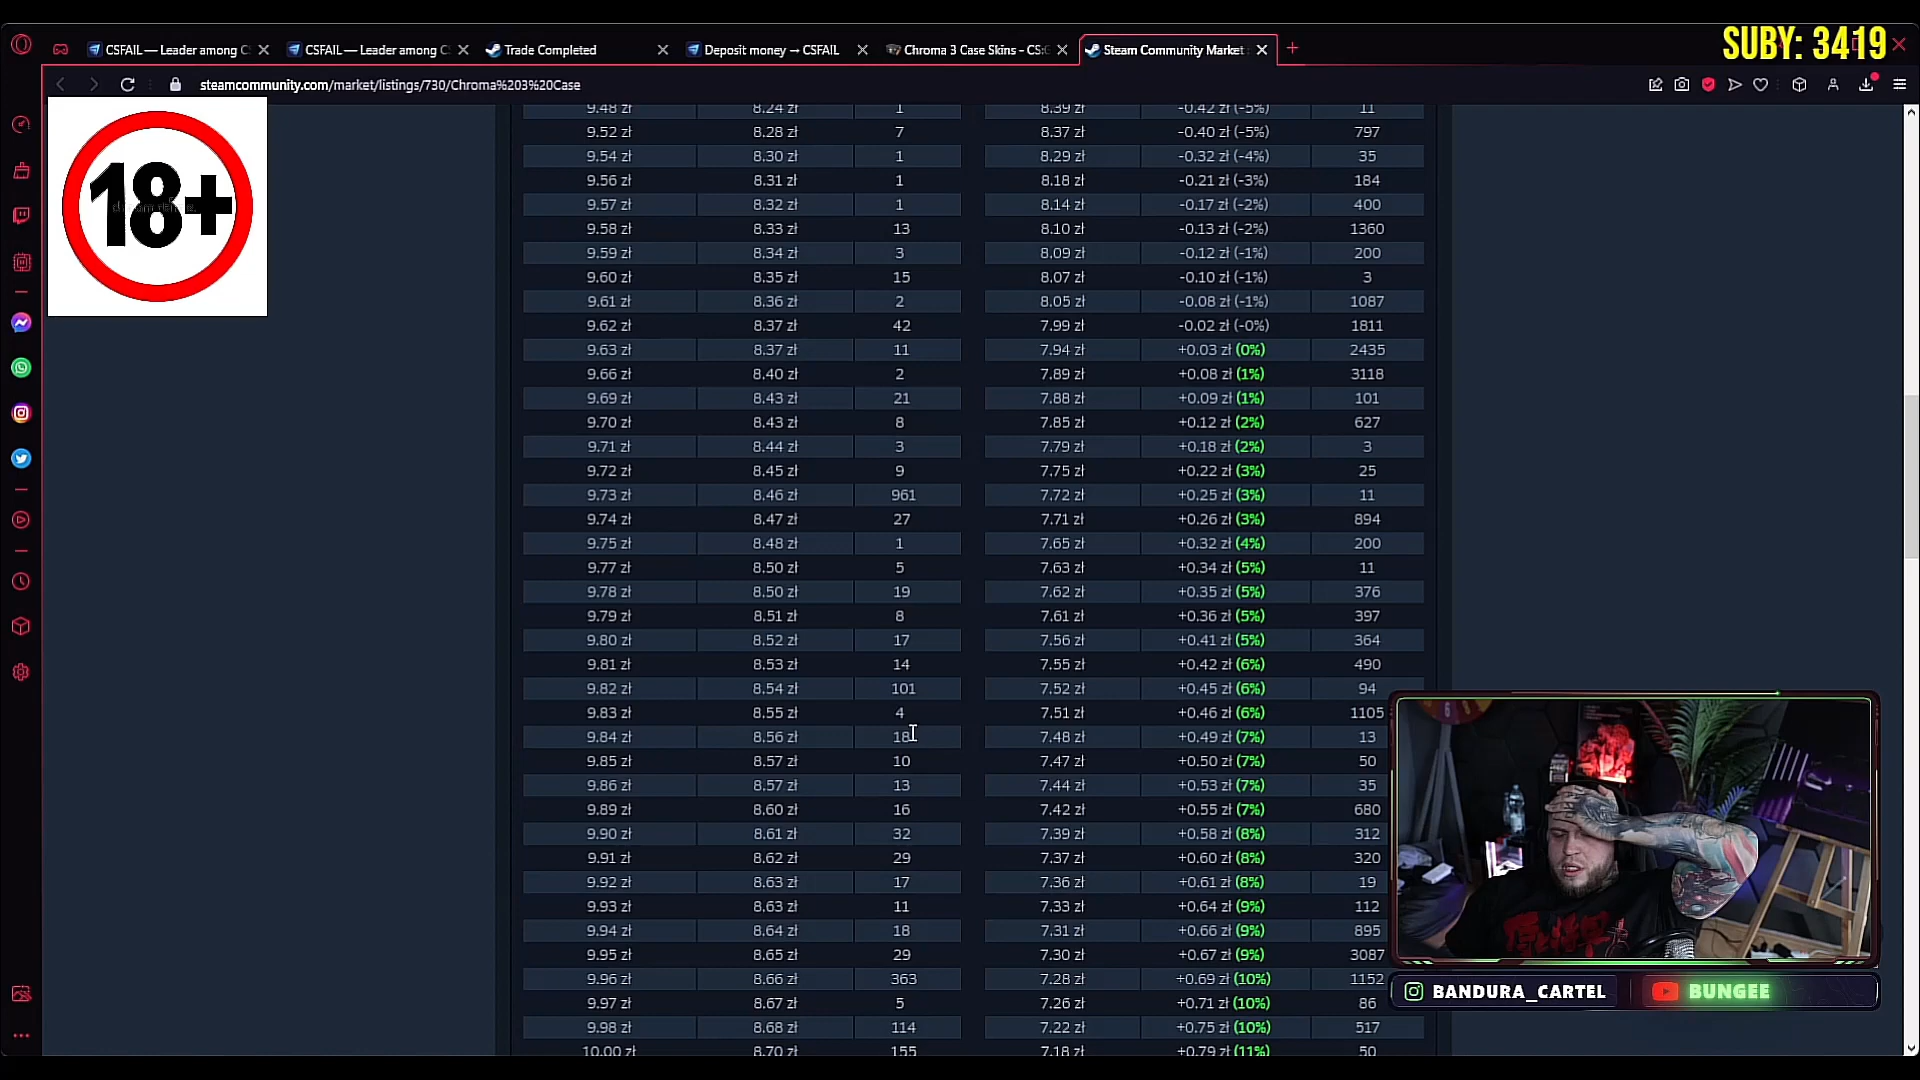 SUBY: 3419
CSFAIL — Leader among C
CSFAIL — Leader among C
Trade Completed
Deposit money → CSFAIL
Chroma 3 Case Skins - CS:G
Steam Community Market
steamcommunity.com/market/listings/730/Chroma%203%20Case
18+
9.48 zł 8.24 zł 1 8.39 zł -0.42 zł (-5%) 11
9.52 zł 8.28 zł 7 8.37 zł -0.40 zł (-5%) 797
9.54 zł 8.30 zł 1 8.29 zł -0.32 zł (-4%) 35
9.56 zł 8.31 zł 1 8.18 zł -0.21 zł (-3%) 184
9.57 zł 8.32 zł 1 8.14 zł -0.17 zł (-2%) 400
9.58 zł 8.33 zł 13 8.10 zł -0.13 zł (-2%) 1360
9.59 zł 8.34 zł 3 8.09 zł -0.12 zł (-1%) 200
9.60 zł 8.35 zł 15 8.07 zł -0.10 zł (-1%) 3
9.61 zł 8.36 zł 2 8.05 zł -0.08 zł (-1%) 1087
9.62 zł 8.37 zł 42 7.99 zł -0.02 zł (-0%) 1811
9.63 zł 8.37 zł 11 7.94 zł +0.03 zł (0%) 2435
9.66 zł 8.40 zł 2 7.89 zł +0.08 zł (1%) 3118
9.69 zł 8.43 zł 21 7.88 zł +0.09 zł (1%) 101
9.70 zł 8.43 zł 8 7.85 zł +0.12 zł (2%) 627
9.71 zł 8.44 zł 3 7.79 zł +0.18 zł (2%) 3
9.72 zł 8.45 zł 9 7.75 zł +0.22 zł (3%) 25
9.73 zł 8.46 zł 961 7.72 zł +0.25 zł (3%) 11
9.74 zł 8.47 zł 27 7.71 zł +0.26 zł (3%) 894
9.75 zł 8.48 zł 1 7.65 zł +0.32 zł (4%) 200
9.77 zł 8.50 zł 5 7.63 zł +0.34 zł (5%) 11
9.78 zł 8.50 zł 19 7.62 zł +0.35 zł (5%) 376
9.79 zł 8.51 zł 8 7.61 zł +0.36 zł (5%) 397
9.80 zł 8.52 zł 17 7.56 zł +0.41 zł (5%) 364
9.81 zł 8.53 zł 14 7.55 zł +0.42 zł (6%) 490
9.82 zł 8.54 zł 101 7.52 zł +0.45 zł (6%) 94
9.83 zł 8.55 zł 4 7.51 zł +0.46 zł (6%) 1105
9.84 zł 8.56 zł 18 7.48 zł +0.49 zł (7%) 13
9.85 zł 8.57 zł 10 7.47 zł +0.50 zł (7%) 50
9.86 zł 8.57 zł 13 7.44 zł +0.53 zł (7%) 35
9.89 zł 8.60 zł 16 7.42 zł +0.55 zł (7%) 680
9.90 zł 8.61 zł 32 7.39 zł +0.58 zł (8%) 312
9.91 zł 8.62 zł 29 7.37 zł +0.60 zł (8%) 320
9.92 zł 8.63 zł 17 7.36 zł +0.61 zł (8%) 19
9.93 zł 8.63 zł 11 7.33 zł +0.64 zł (9%) 112
9.94 zł 8.64 zł 18 7.31 zł +0.66 zł (9%) 895
9.95 zł 8.65 zł 29 7.30 zł +0.67 zł (9%) 3087
9.96 zł 8.66 zł 363 7.28 zł +0.69 zł (10%) 1152
9.97 zł 8.67 zł 5 7.26 zł +0.71 zł (10%) 86
9.98 zł 8.68 zł 114 7.22 zł +0.75 zł (10%) 517
10.00 zł 8.70 zł 155 7.18 zł +0.79 zł (11%) 50
BANDURA_CARTEL
BUNGEE